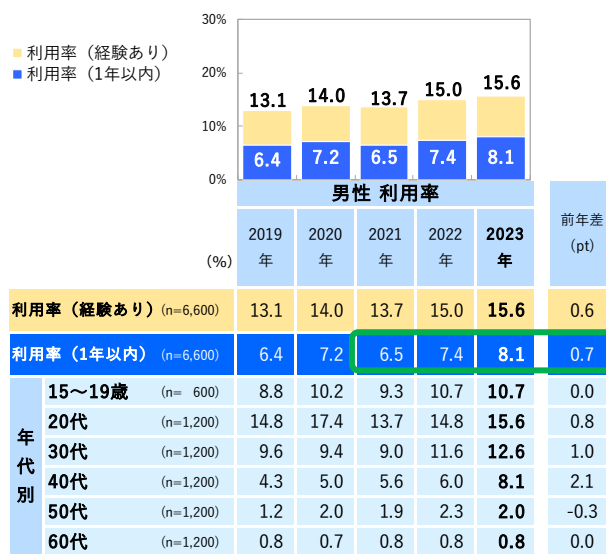 30%
利用率（経験あり）
利用率（1年以内）
20%
13.1 14.0 13.7 15.0 15.6
10%
6.4 7.2 6.5 7.4 8.1
0%
男性 利用率
(%) 2019年 2020年 2021年 2022年 2023年 前年差(pt)
利用率（経験あり） (n=6,600) 13.1 14.0 13.7 15.0 15.6 0.6
利用率（1年以内） (n=6,600) 6.4 7.2 6.5 7.4 8.1 0.7
年代別
15～19歳 (n= 600) 8.8 10.2 9.3 10.7 10.7 0.0
20代 (n=1,200) 14.8 17.4 13.7 14.8 15.6 0.8
30代 (n=1,200) 9.6 9.4 9.0 11.6 12.6 1.0
40代 (n=1,200) 4.3 5.0 5.6 6.0 8.1 2.1
50代 (n=1,200) 1.2 2.0 1.9 2.3 2.0 -0.3
60代 (n=1,200) 0.8 0.7 0.8 0.8 0.8 0.0